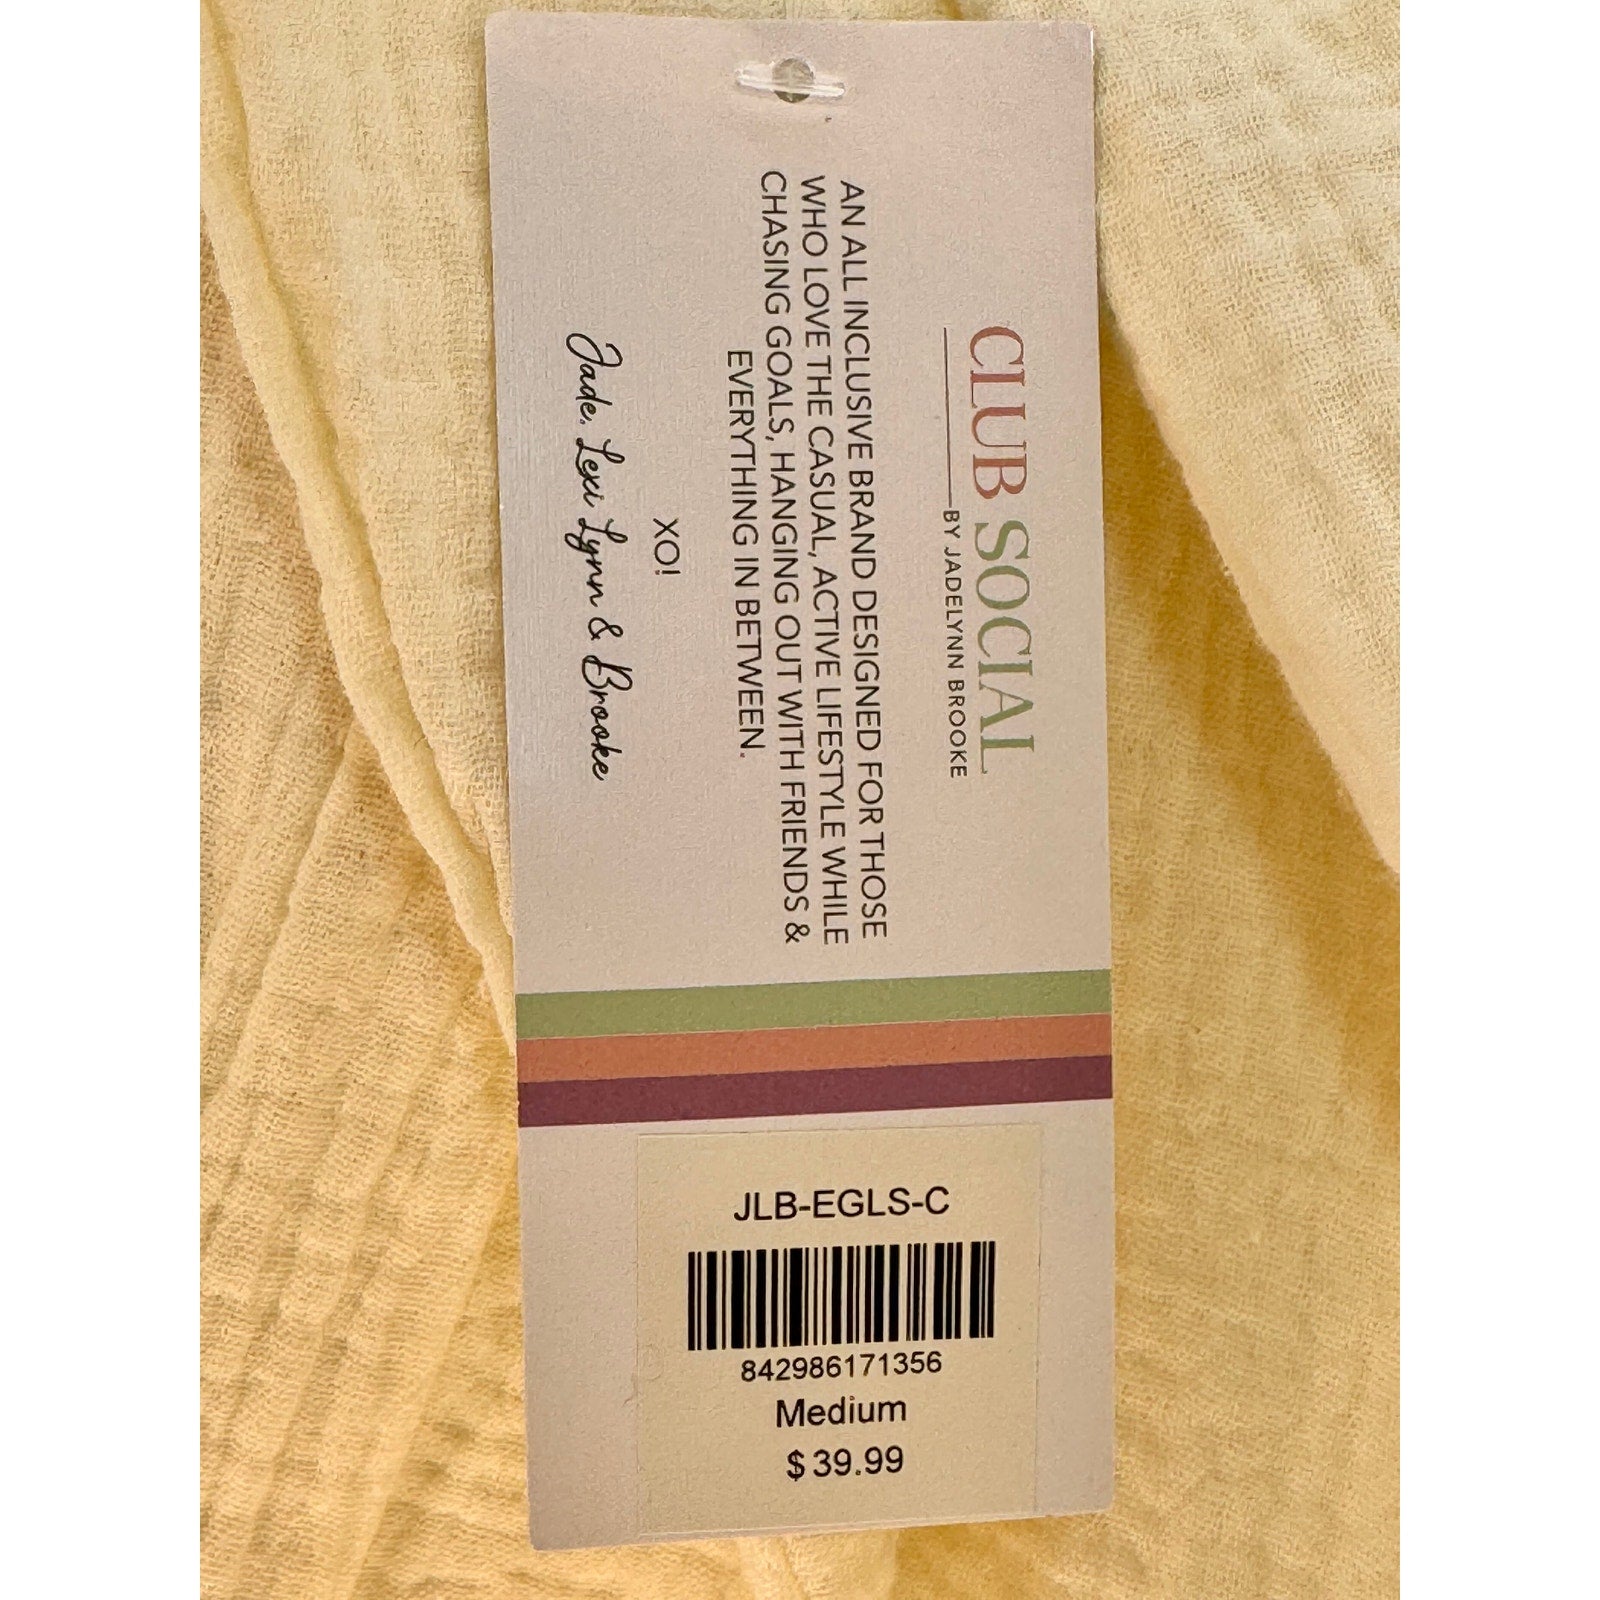 CLUB SOCIAL
BY JADELYNN BROOKE
AN ALL INCLUSIVE BRAND DESIGNED FOR THOSE
WHO LOVE THE CASUAL, ACTIVE LIFESTYLE WHILE
CHASING GOALS, HANGING OUT WITH FRIENDS &
EVERYTHING IN BETWEEN.
XO!
Jade, Lexi Lynn & Brooke
JLB-EGLS-C
842986171356
Medium
$39.99